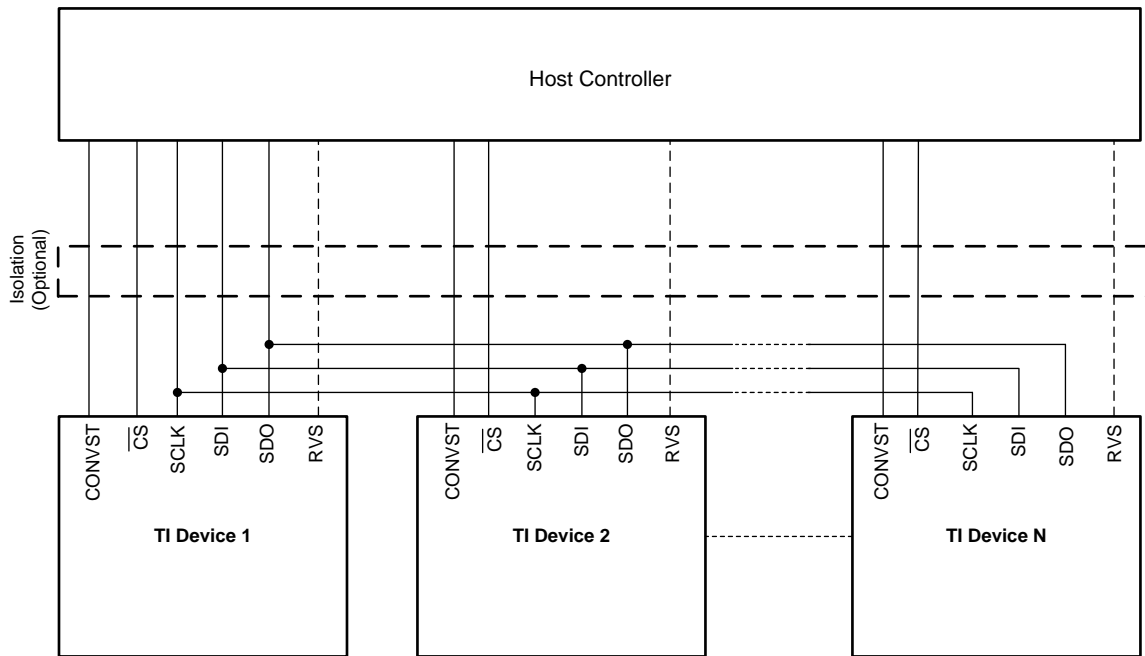 Host Controller
Isolation
(Optional)
CONVST
CS
SCLK
SDI
SDO
RVS
TI Device 1
CONVST
CS
SCLK
SDI
SDO
RVS
TI Device 2
CONVST
CS
SCLK
SDI
SDO
RVS
TI Device N